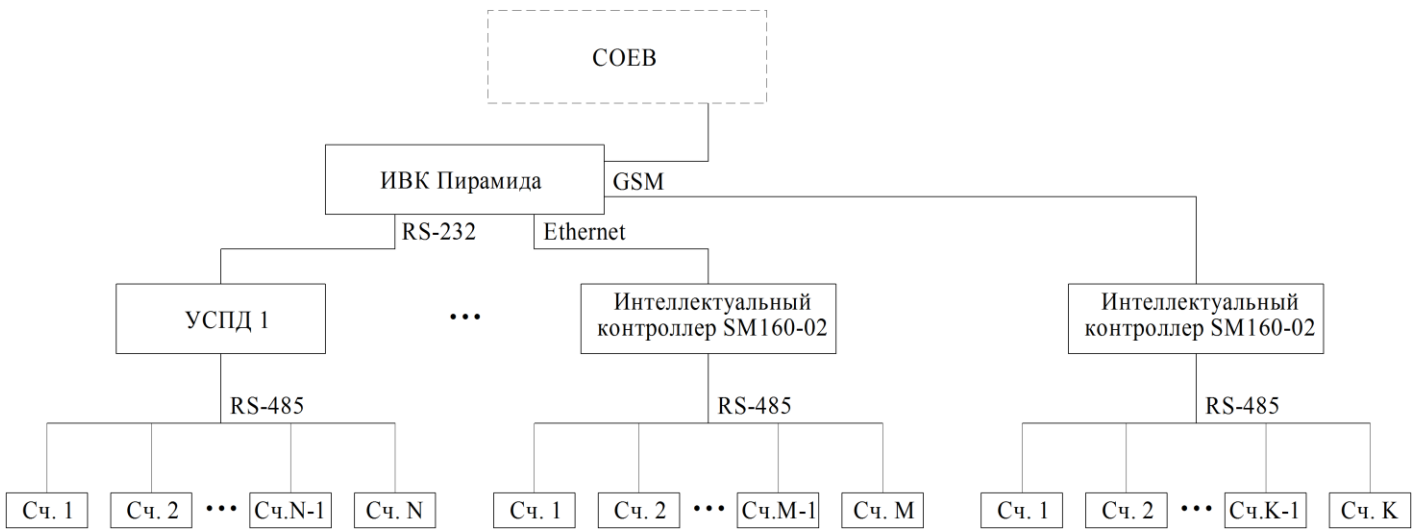 СОЕВ
ИВК Пирамида
GSM
RS-232
Ethernet
УСПД 1
•••
Интеллектуальный
контроллер SM160-02
Интеллектуальный
контроллер SM160-02
RS-485
RS-485
RS-485
Сч. 1
Сч. 2
•••
Сч.N-1
Сч. N
Сч. 1
Сч. 2
•••
Сч.M-1
Сч. M
Сч. 1
Сч. 2
•••
Сч.K-1
Сч. K